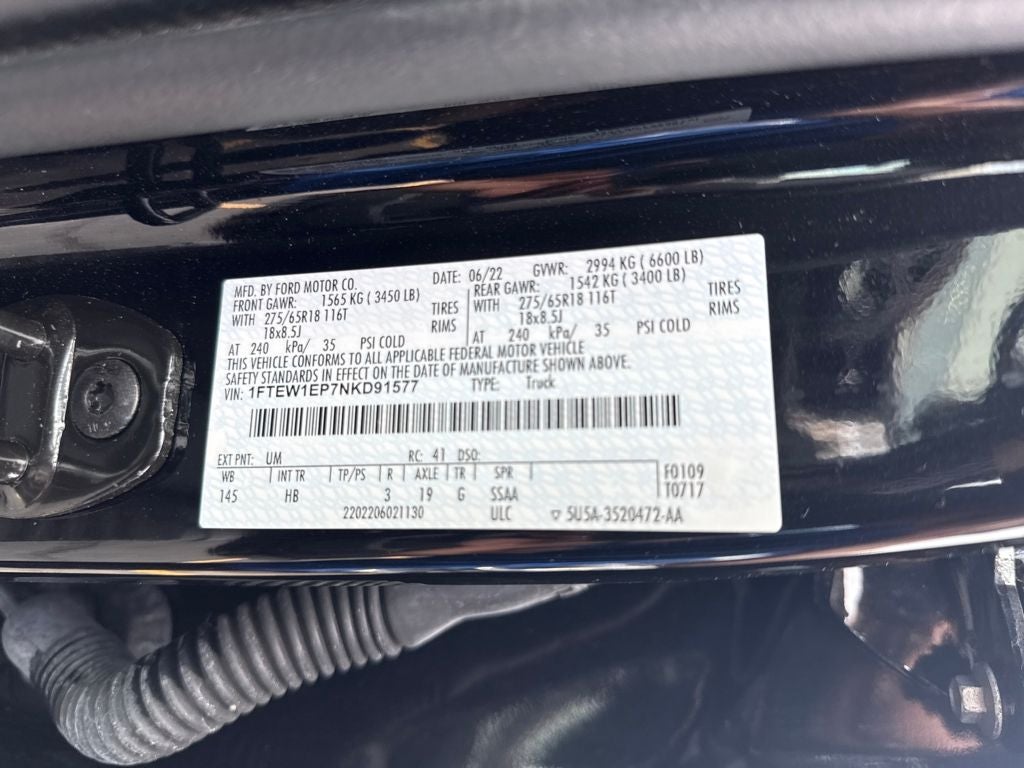 MFD. BY FORD MOTOR CO. DATE: 06/22 GVWR: 2994 KG ( 6600 LB)
FRONT GAWR: 1565 KG ( 3450 LB) REAR GAWR: 1542 KG ( 3400 LB)
WITH 275/65R18 116T TIRES WITH 275/65R18 116T TIRES
18x8.5J RIMS 18x8.5J RIMS
AT 240 kPa/ 35 PSI COLD AT 240 kPa/ 35 PSI COLD
THIS VEHICLE CONFORMS TO ALL APPLICABLE FEDERAL MOTOR VEHICLE
SAFETY STANDARDS IN EFFECT ON THE DATE OF MANUFACTURE SHOWN ABOVE.
VIN: 1FTEW1EP7NKD91577 TYPE: Truck
EXT PNT: UM RC: 41 DSO:
WB INT TR TP/PS R AXLE TR SPR F0109
145 HB 3 19 G SSAA T0717
2202206021130 ULC 5U5A-3520472-AA